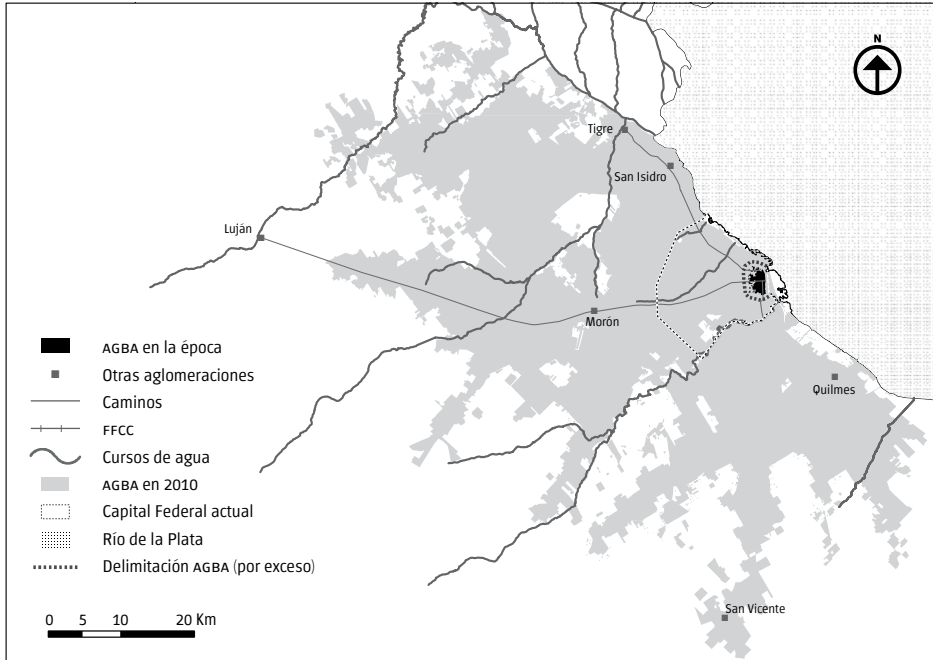 N
Tigre
San Isidro
Luján
Morón
Quilmes
San Vicente
AGBA en la época
Otras aglomeraciones
Caminos
FFCC
Cursos de agua
AGBA en 2010
Capital Federal actual
Río de la Plata
Delimitación AGBA (por exceso)
0 5 10 20 Km